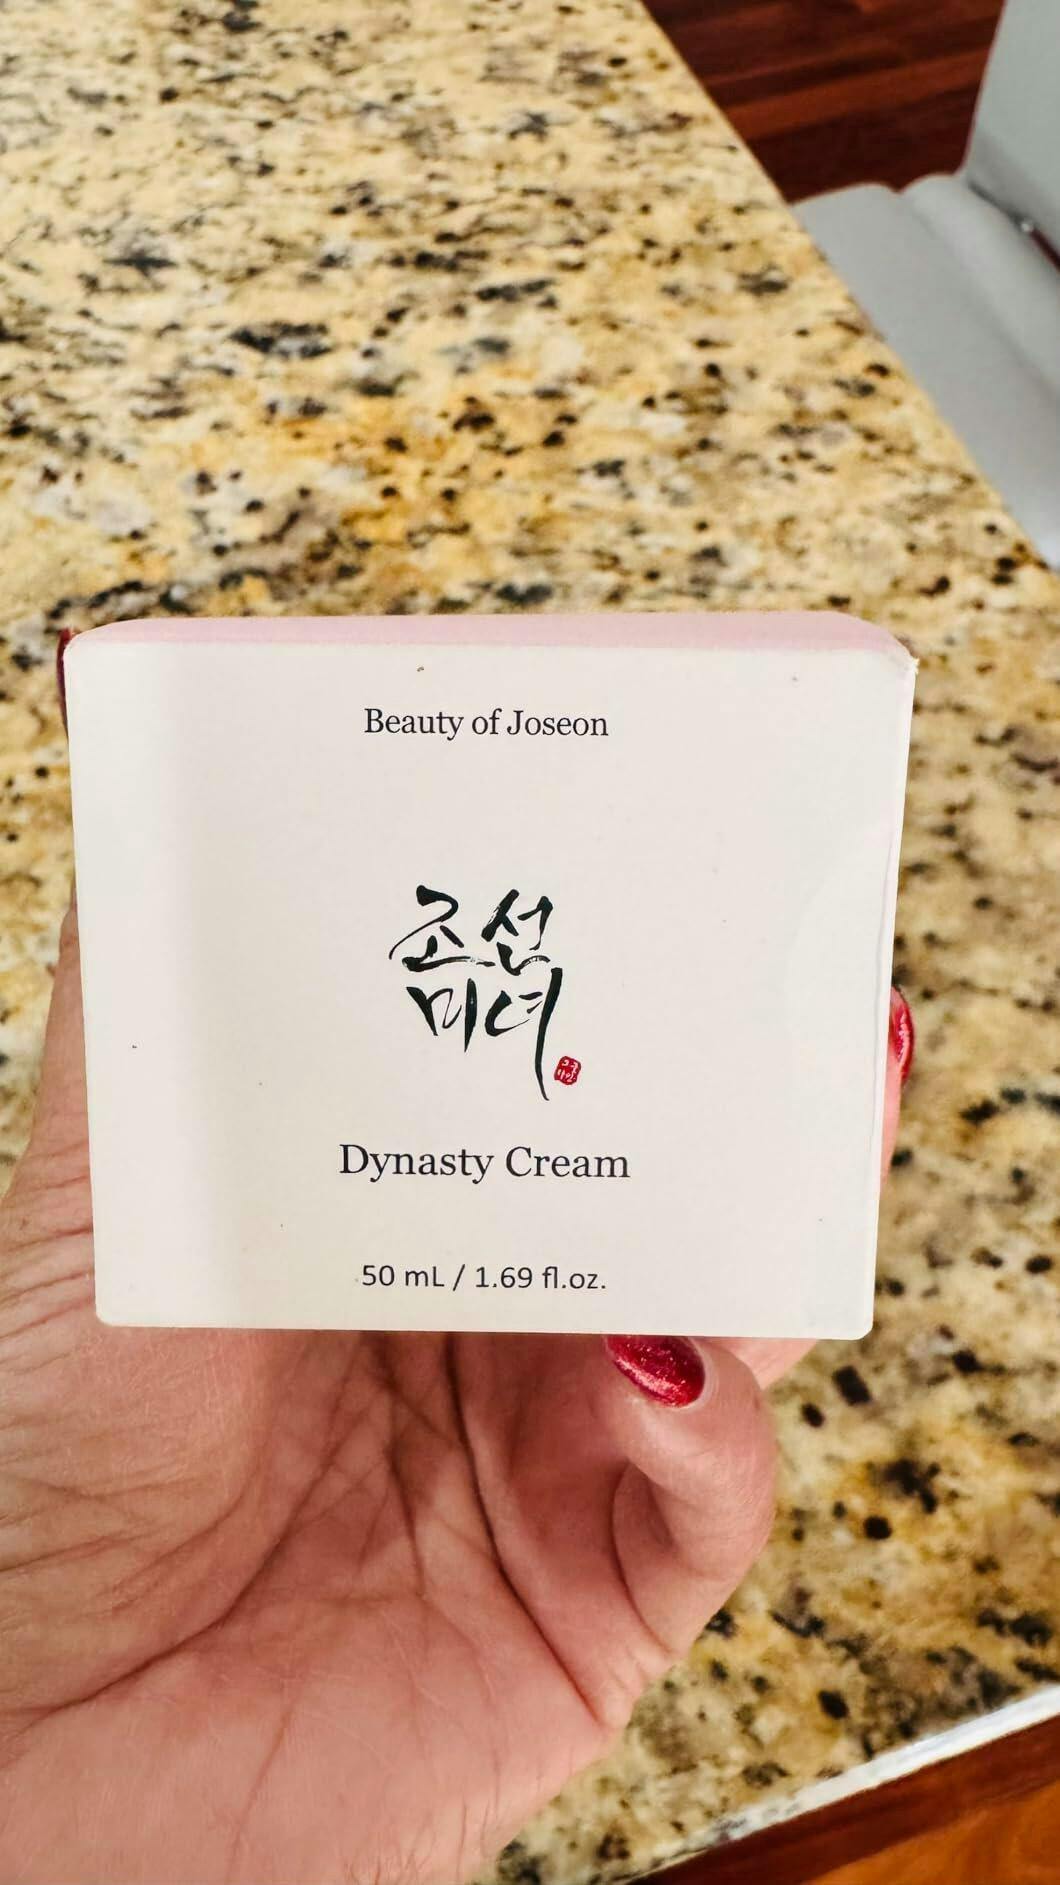 Beauty of Joseon
조선
미녀
Dynasty Cream
50 mL / 1.69 fl.oz.